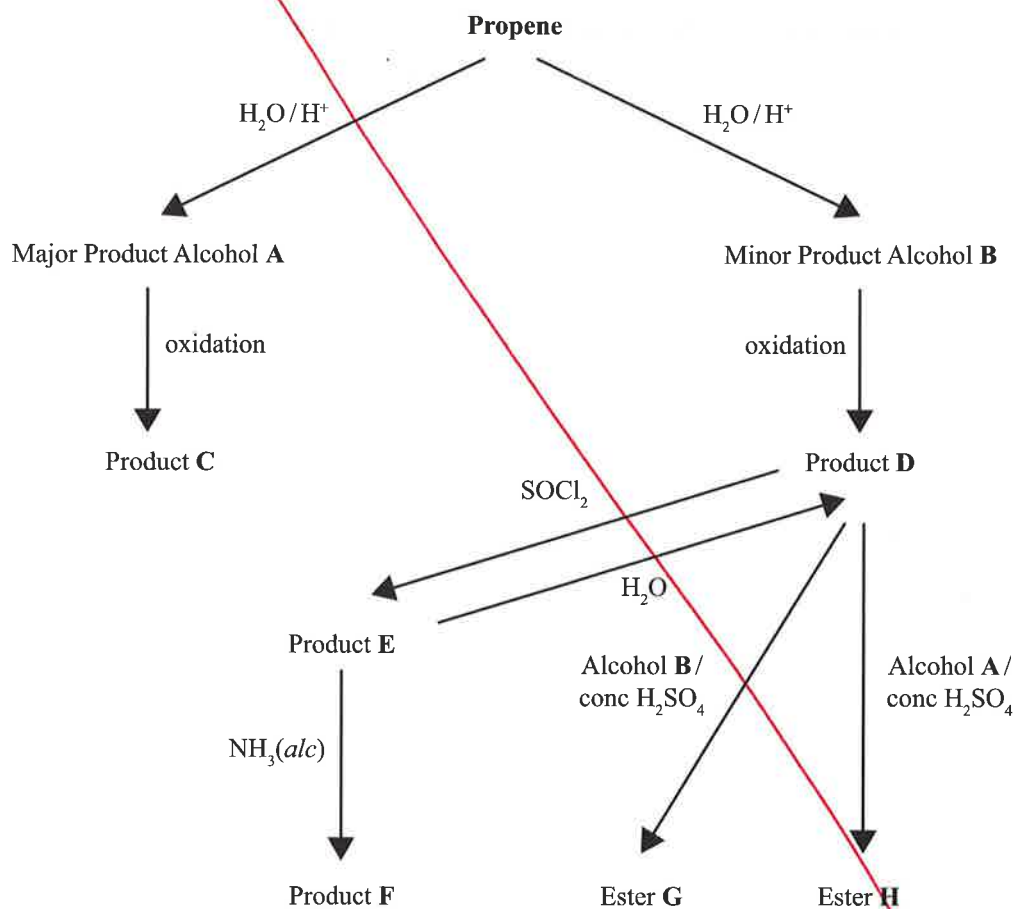 Propene
H₂O/H⁺
H₂O/H⁺
Major Product Alcohol A
Minor Product Alcohol B
oxidation
oxidation
Product C
Product D
SOCl₂
H₂O
Product E
Alcohol B/
conc H₂SO₄
Alcohol A/
conc H₂SO₄
NH₃(alc)
Product F
Ester G
Ester H